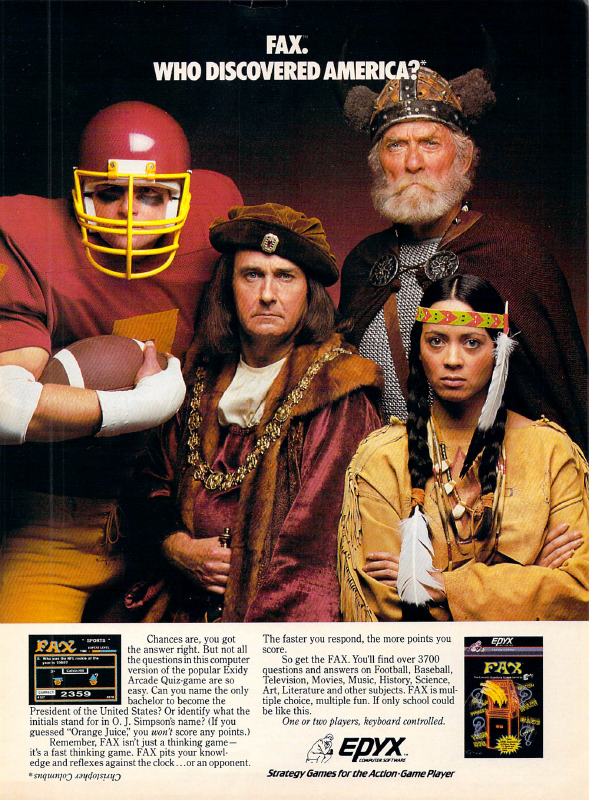 FAX.™
WHO DISCOVERED AMERICA?*
Chances are, you got
the answer right. But not all
the questions in this computer
version of the popular Exidy
Arcade Quiz-game are so
easy. Can you name the only
bachelor to become the
President of the United States? Or identify what the
initials stand for in O. J. Simpson's name? (If you
guessed "Orange Juice," you won't score any points.)
Remember, FAX isn't just a thinking game—
it's a fast thinking game. FAX pits your knowl-
edge and reflexes against the clock...or an opponent.
*Christopher Columbus
The faster you respond, the more points you
score.
So get the FAX. You'll find over 3700
questions and answers on Football, Baseball,
Television, Movies, Music, History, Science,
Art, Literature and other subjects. FAX is mul-
tiple choice, multiple fun. If only school could
be like this.
One or two players, keyboard controlled.
EPYX
COMPUTER SOFTWARE
Strategy Games for the Action-Game Player
FAX
"SPORTS"
EXPERT LEVEL
CORRECT
2359
EPYX
FAX